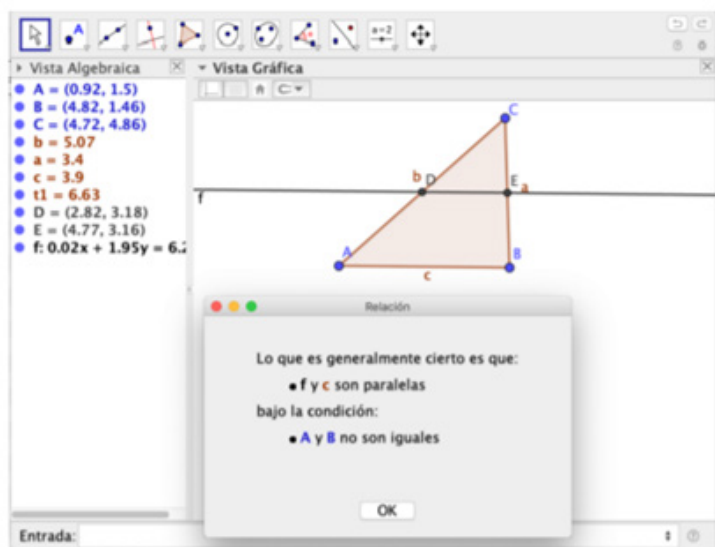 A
a=2
Vista Algebraica
Vista Gráfica
A = (0.92, 1.5)
B = (4.82, 1.46)
C = (4.72, 4.86)
b = 5.07
a = 3.4
c = 3.9
t1 = 6.63
D = (2.82, 3.18)
E = (4.77, 3.16)
f: 0.02x + 1.95y = 6.2
C
b D
E a
f
A
B
c
Relación
Lo que es generalmente cierto es que:
• f y c son paralelas
bajo la condición:
• A y B no son iguales
OK
Entrada: